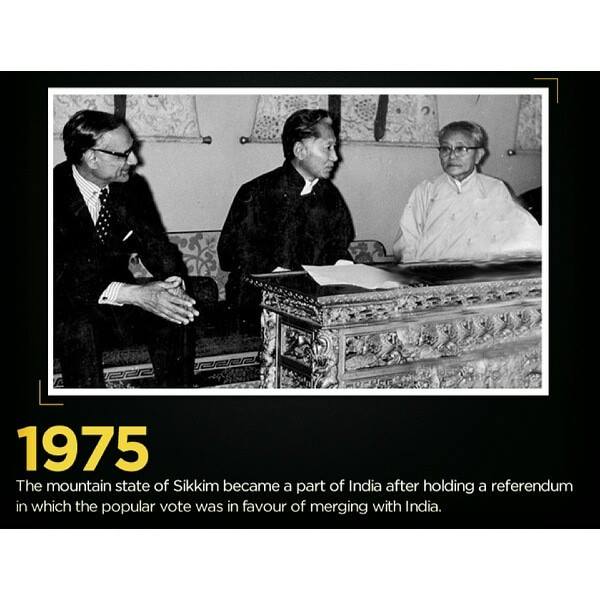 1975
The mountain state of Sikkim became a part of India after holding a referendum
in which the popular vote was in favour of merging with India.